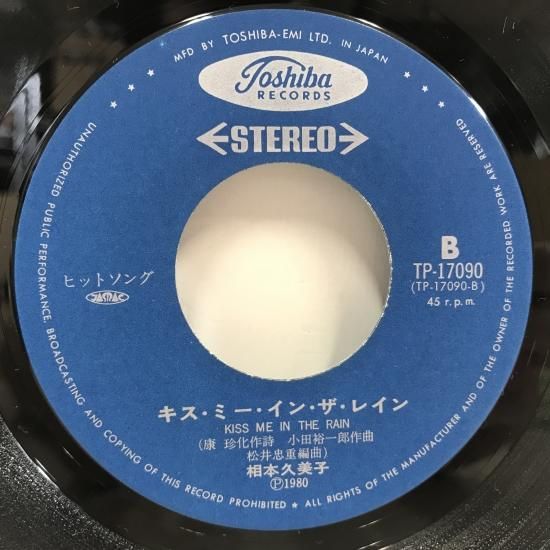 MFD BY TOSHIBA-EMI LTD. IN JAPAN
Toshiba
RECORDS
STEREO
B
TP-17090
(TP-17090-B)
45 r.p.m.
ヒットソング
JASRAC
キス・ミー・イン・ザ・レイン
KISS ME IN THE RAIN
(康 珍化作詩 小田裕一郎作曲
松井忠重編曲)
相本久美子
Ⓟ1980
UNAUTHORIZED PUBLIC PERFORMANCE, BROADCASTING AND COPYING OF THIS RECORD PROHIBITED ★ ALL RIGHTS OF THE MANUFACTURER AND OF THE OWNER OF THE RECORDED WORK ARE RESERVED